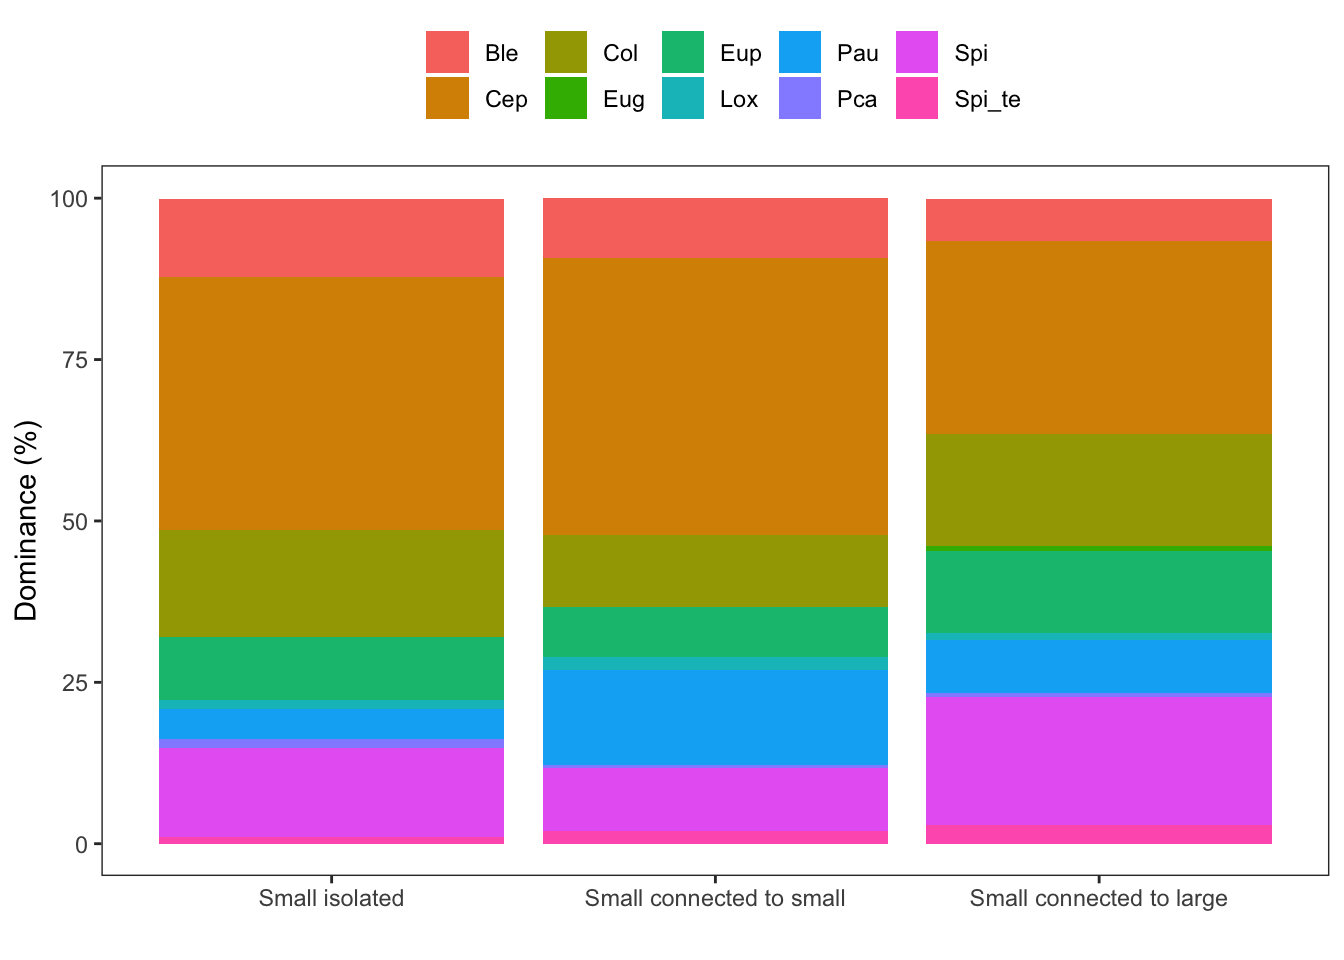 Ble Col Eup Pau Spi
Cep Eug Lox Pca Spi_te
100
75
50
25
0
Dominance (%)
Small isolated Small connected to small Small connected to large